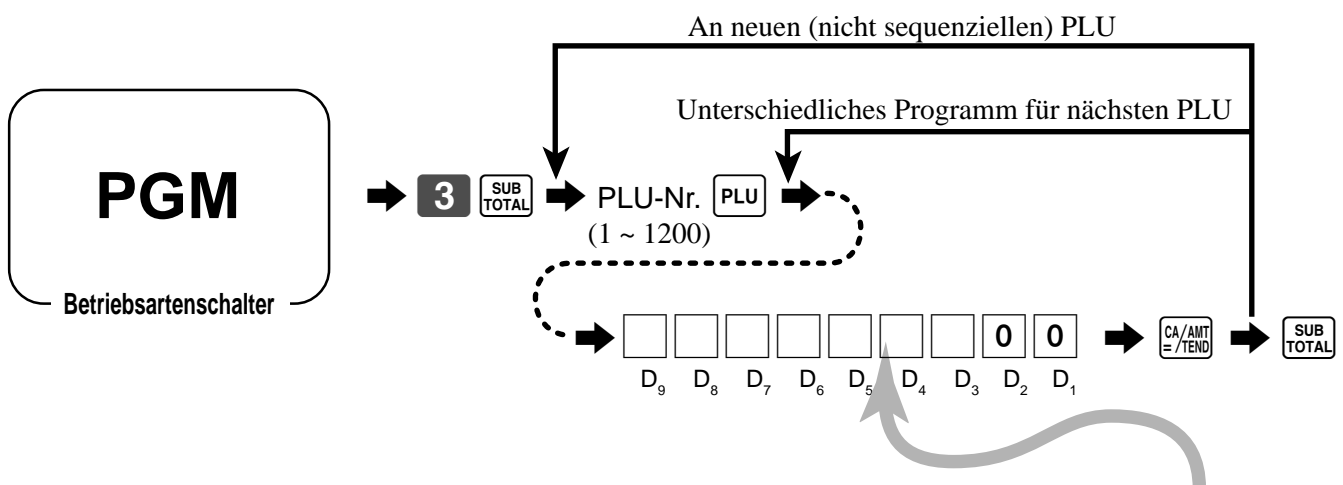 An neuen (nicht sequenziellen) PLU
Unterschiedliches Programm für nächsten PLU
PGM
Betriebsartenschalter
3 SUB TOTAL PLU-Nr. PLU
(1 ~ 1200)
0 0 CA/AMT =/TEND SUB TOTAL
D9 D8 D7 D6 D5 D4 D3 D2 D1